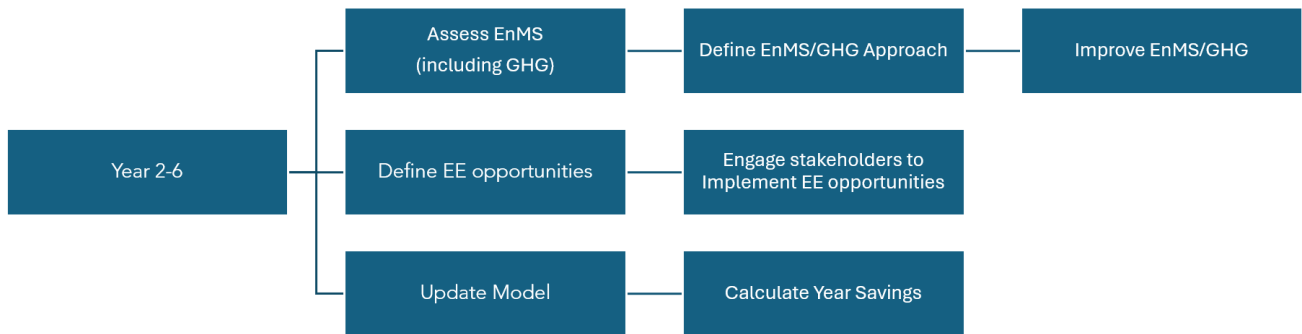 Assess EnMS
(including GHG)
Define EnMS/GHG Approach
Improve EnMS/GHG
Year 2-6
Define EE opportunities
Engage stakeholders to
Implement EE opportunities
Update Model
Calculate Year Savings